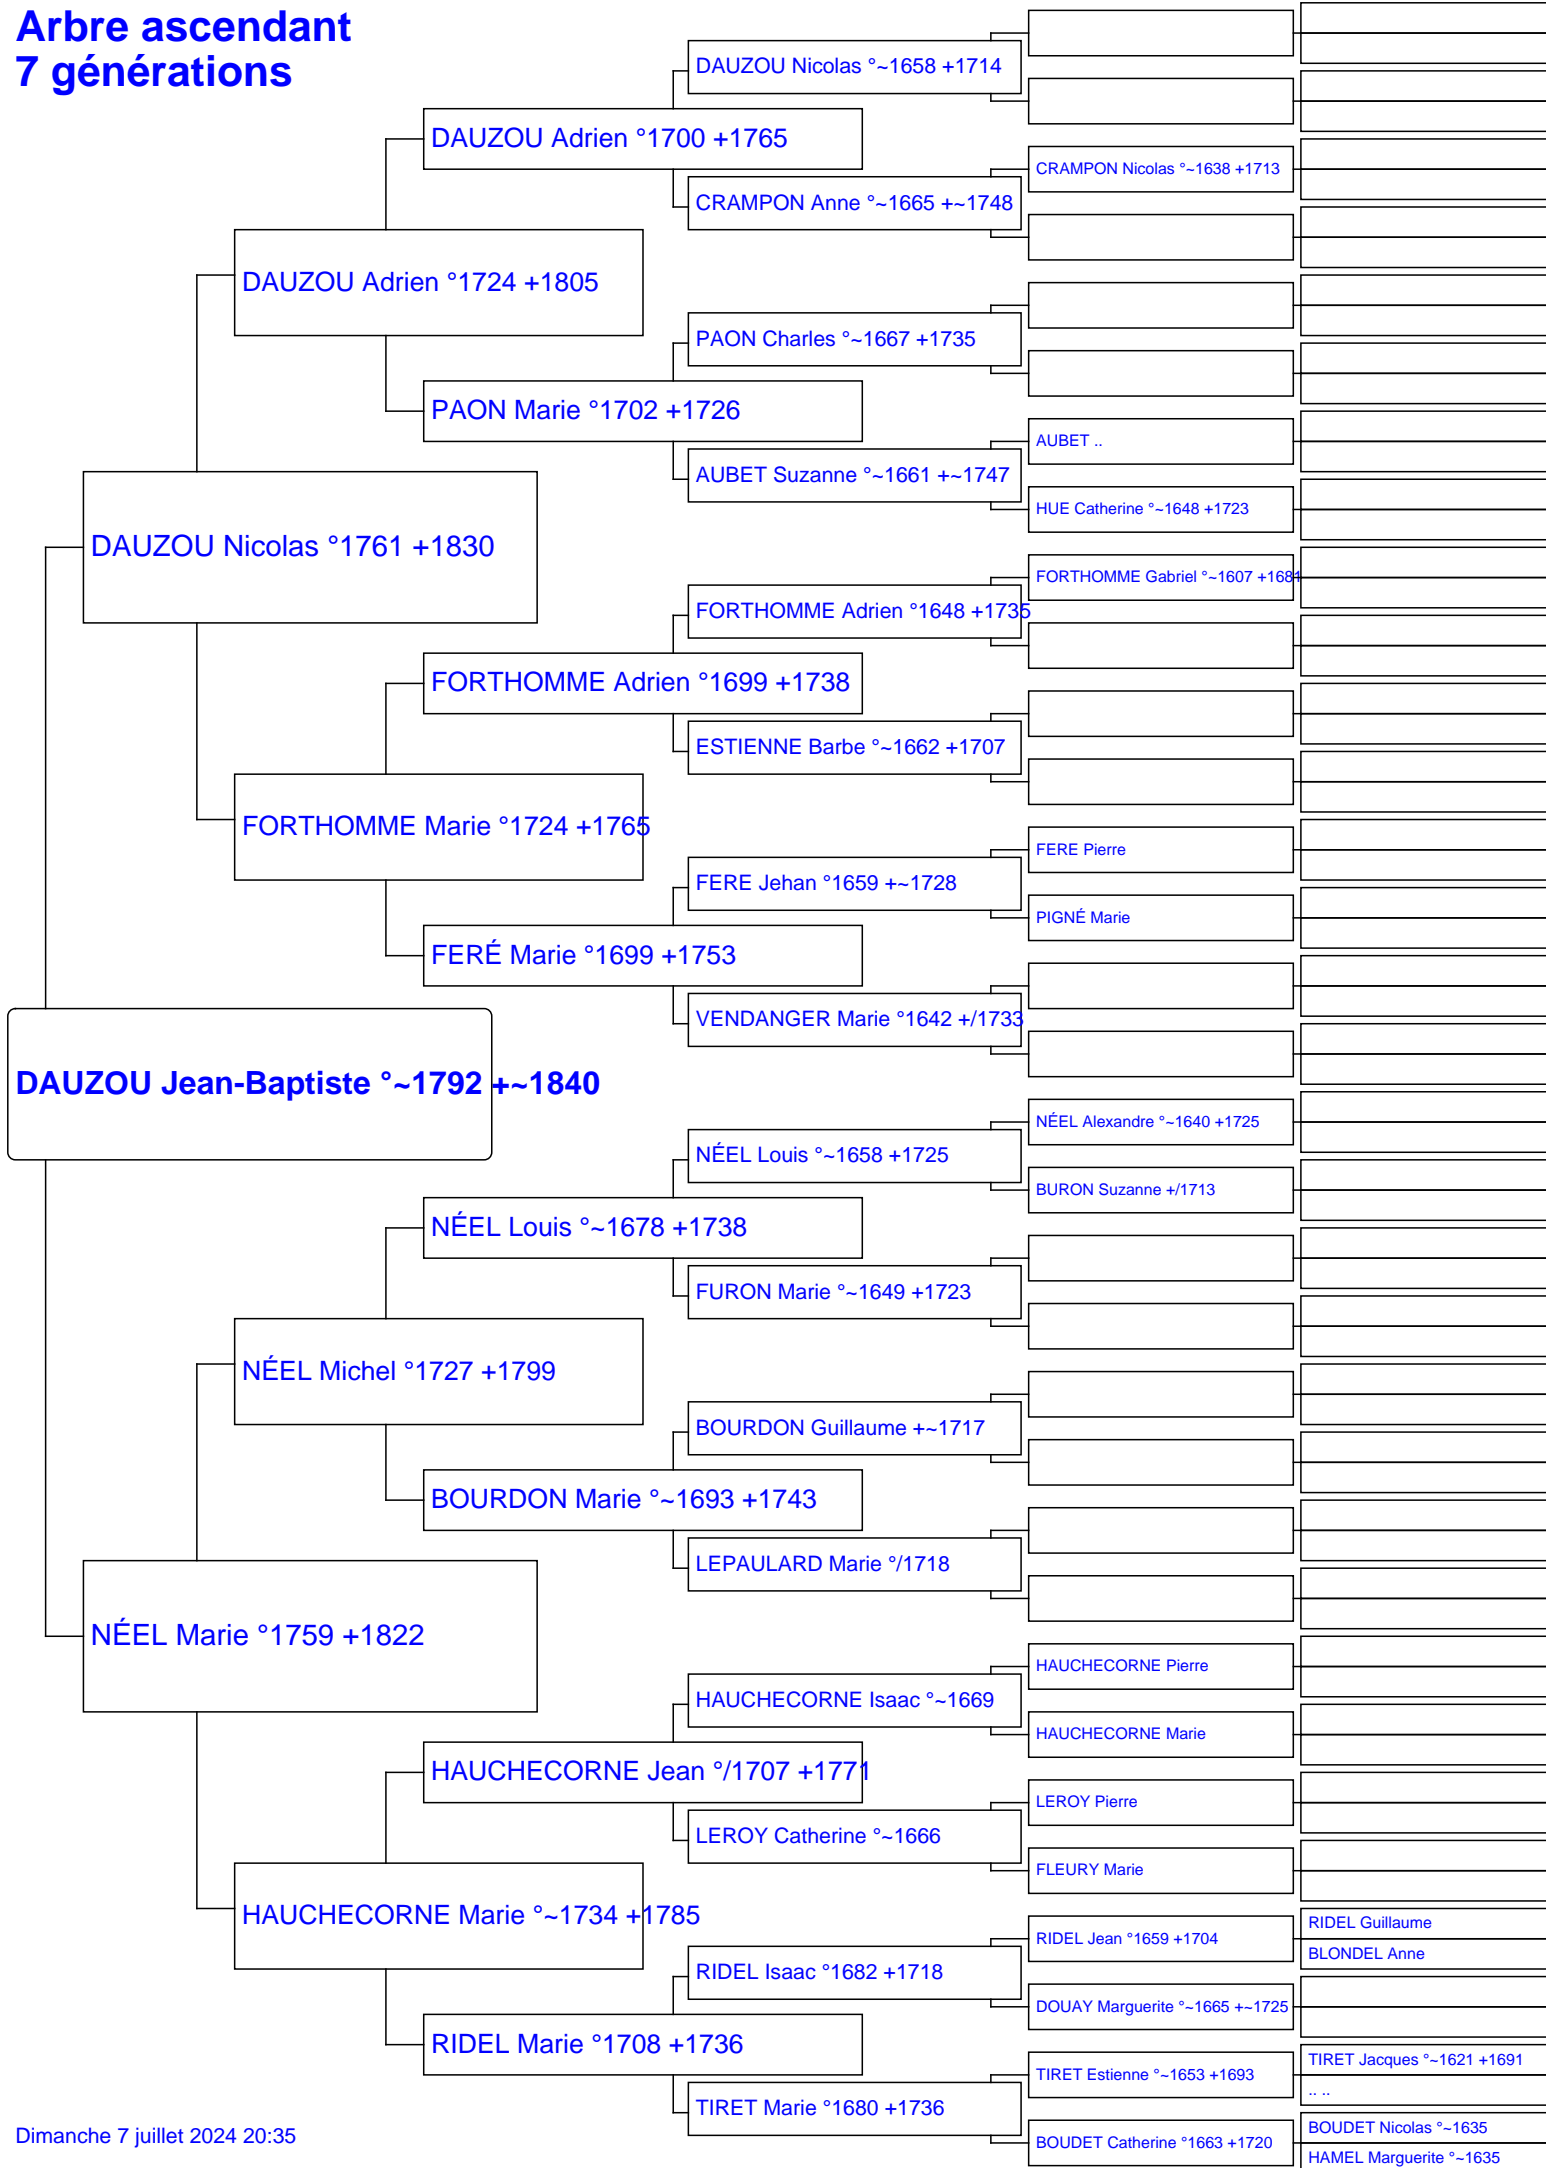 Arbre ascendant
7 générations
DAUZOU Nicolas °~1658 +1714
DAUZOU Adrien °1700 +1765
CRAMPON Nicolas °~1638 +1713
CRAMPON Anne °~1665 +~1748
DAUZOU Adrien °1724 +1805
PAON Charles °~1667 +1735
PAON Marie °1702 +1726
AUBET ..
AUBET Suzanne °~1661 +~1747
HUE Catherine °~1648 +1723
DAUZOU Nicolas °1761 +1830
FORTHOMME Gabriel °~1607 +1681
FORTHOMME Adrien °1648 +1735
FORTHOMME Adrien °1699 +1738
ESTIENNE Barbe °~1662 +1707
FORTHOMME Marie °1724 +1765
FERE Pierre
FERE Jehan °1659 +~1728
PIGNÉ Marie
FERÉ Marie °1699 +1753
VENDANGER Marie °1642 +/1733
DAUZOU Jean-Baptiste °~1792 +~1840
NÉEL Alexandre °~1640 +1725
NÉEL Louis °~1658 +1725
BURON Suzanne +/1713
NÉEL Louis °~1678 +1738
FURON Marie °~1649 +1723
NÉEL Michel °1727 +1799
BOURDON Guillaume +~1717
BOURDON Marie °~1693 +1743
LEPAULARD Marie °/1718
NÉEL Marie °1759 +1822
HAUCHECORNE Pierre
HAUCHECORNE Isaac °~1669
HAUCHECORNE Marie
HAUCHECORNE Jean °/1707 +1771
LEROY Pierre
LEROY Catherine °~1666
FLEURY Marie
HAUCHECORNE Marie °~1734 +1785
RIDEL Guillaume
RIDEL Jean °1659 +1704
BLONDEL Anne
RIDEL Isaac °1682 +1718
DOUAY Marguerite °~1665 +~1725
RIDEL Marie °1708 +1736
TIRET Jacques °~1621 +1691
TIRET Estienne °~1653 +1693
.. ..
TIRET Marie °1680 +1736
BOUDET Nicolas °~1635
BOUDET Catherine °1663 +1720
HAMEL Marguerite °~1635
Dimanche 7 juillet 2024 20:35